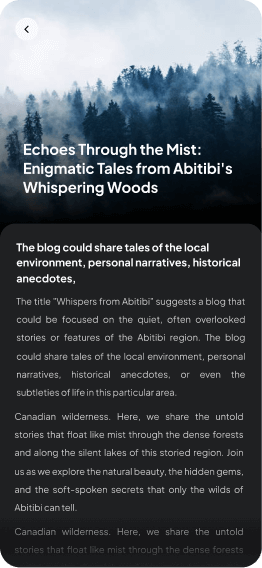 Echoes Through the Mist:
Enigmatic Tales from Abitibi's
Whispering Woods
The blog could share tales of the local
environment, personal narratives, historical
anecdotes,
The title "Whispers from Abitibi" suggests a blog that
could be focused on the quiet, often overlooked
stories or features of the Abitibi region. The blog
could share tales of the local environment, personal
narratives, historical anecdotes, or even the
subtleties of life in this particular area.
Canadian wilderness. Here, we share the untold
stories that float like mist through the dense forests
and along the silent lakes of this storied region. Join
us as we explore the natural beauty, the hidden gems,
and the soft-spoken secrets that only the wilds of
Abitibi can tell.
Canadian wilderness. Here, we share the untold
stories that float like mist through the dense forests